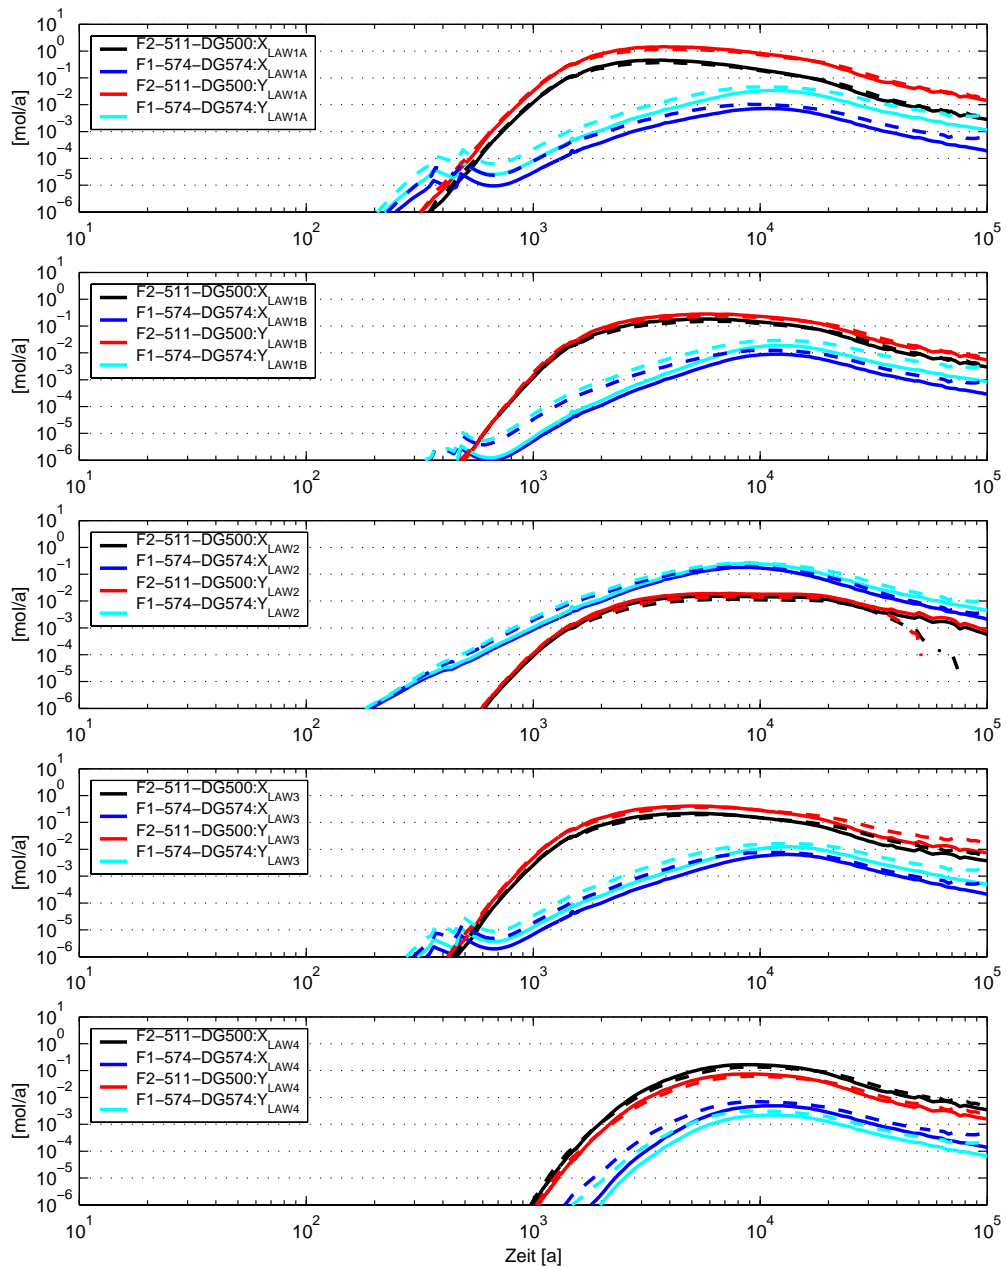 F2−511−DG500:X_LAW1A
F1−574−DG574:X_LAW1A
F2−511−DG500:Y_LAW1A
F1−574−DG574:Y_LAW1A
[mol/a]
10^1
10^0
10^−1
10^−2
10^−3
10^−4
10^−5
10^−6
10^1 10^2 10^3 10^4 10^5
F2−511−DG500:X_LAW1B
F1−574−DG574:X_LAW1B
F2−511−DG500:Y_LAW1B
F1−574−DG574:Y_LAW1B
[mol/a]
10^1
10^0
10^−1
10^−2
10^−3
10^−4
10^−5
10^−6
10^1 10^2 10^3 10^4 10^5
F2−511−DG500:X_LAW2
F1−574−DG574:X_LAW2
F2−511−DG500:Y_LAW2
F1−574−DG574:Y_LAW2
[mol/a]
10^1
10^0
10^−1
10^−2
10^−3
10^−4
10^−5
10^−6
10^1 10^2 10^3 10^4 10^5
F2−511−DG500:X_LAW3
F1−574−DG574:X_LAW3
F2−511−DG500:Y_LAW3
F1−574−DG574:Y_LAW3
[mol/a]
10^1
10^0
10^−1
10^−2
10^−3
10^−4
10^−5
10^−6
10^1 10^2 10^3 10^4 10^5
F2−511−DG500:X_LAW4
F1−574−DG574:X_LAW4
F2−511−DG500:Y_LAW4
F1−574−DG574:Y_LAW4
[mol/a]
10^1
10^0
10^−1
10^−2
10^−3
10^−4
10^−5
10^−6
10^1 10^2 10^3 10^4 10^5
Zeit [a]